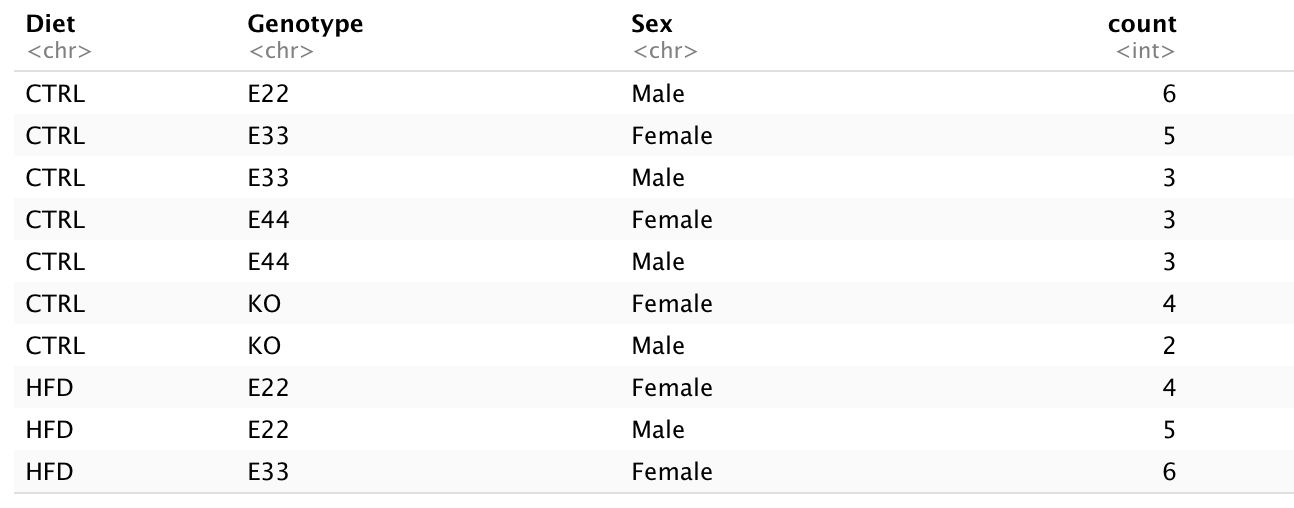 Diet Genotype Sex count
<chr> <chr> <chr> <int>
CTRL E22 Male 6
CTRL E33 Female 5
CTRL E33 Male 3
CTRL E44 Female 3
CTRL E44 Male 3
CTRL KO Female 4
CTRL KO Male 2
HFD E22 Female 4
HFD E22 Male 5
HFD E33 Female 6